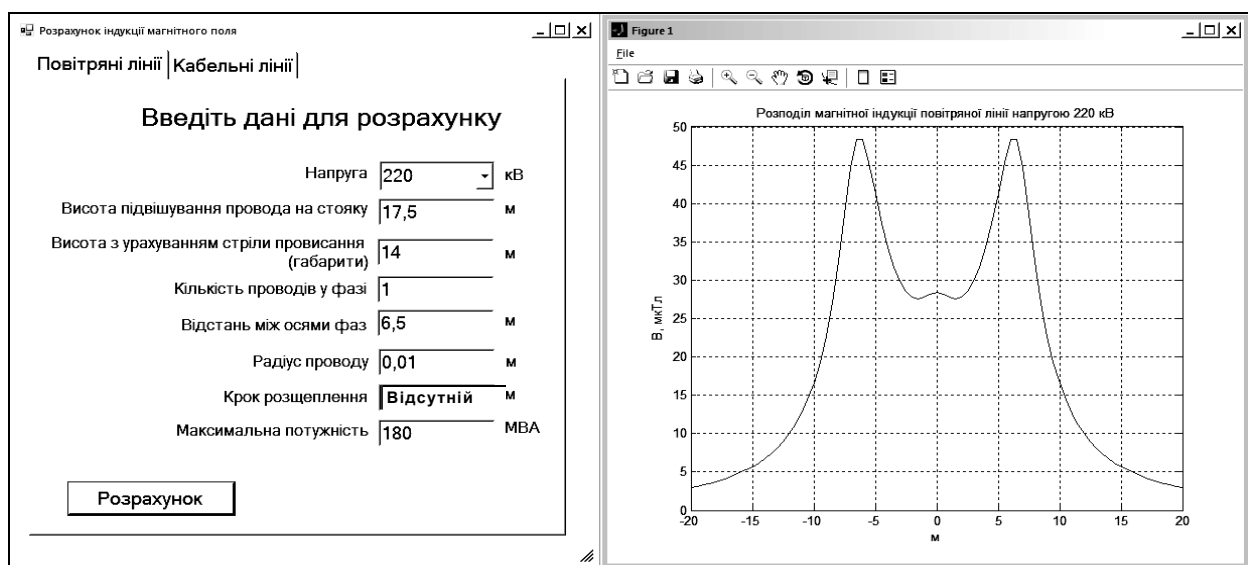 Розрахунок індукції магнітного поля
Повітряні лінії Кабельні лінії
Введіть дані для розрахунку
Напруга 220 кВ
Висота підвішування провода на стояку 17,5 м
Висота з урахуванням стріли провисання
(габарити) 14 м
Кількість проводів у фазі 1
Відстань між осями фаз 6,5 м
Радіус проводу 0,01 м
Крок розщеплення Відсутній м
Максимальна потужність 180 МВА
Розрахунок
Figure 1
File
Розподіл магнітної індукції повітряної лінії напругою 220 кВ
50
45
40
35
30
25
20
15
10
5
0
В, мкТл
-20 -15 -10 -5 0 5 10 15 20
м